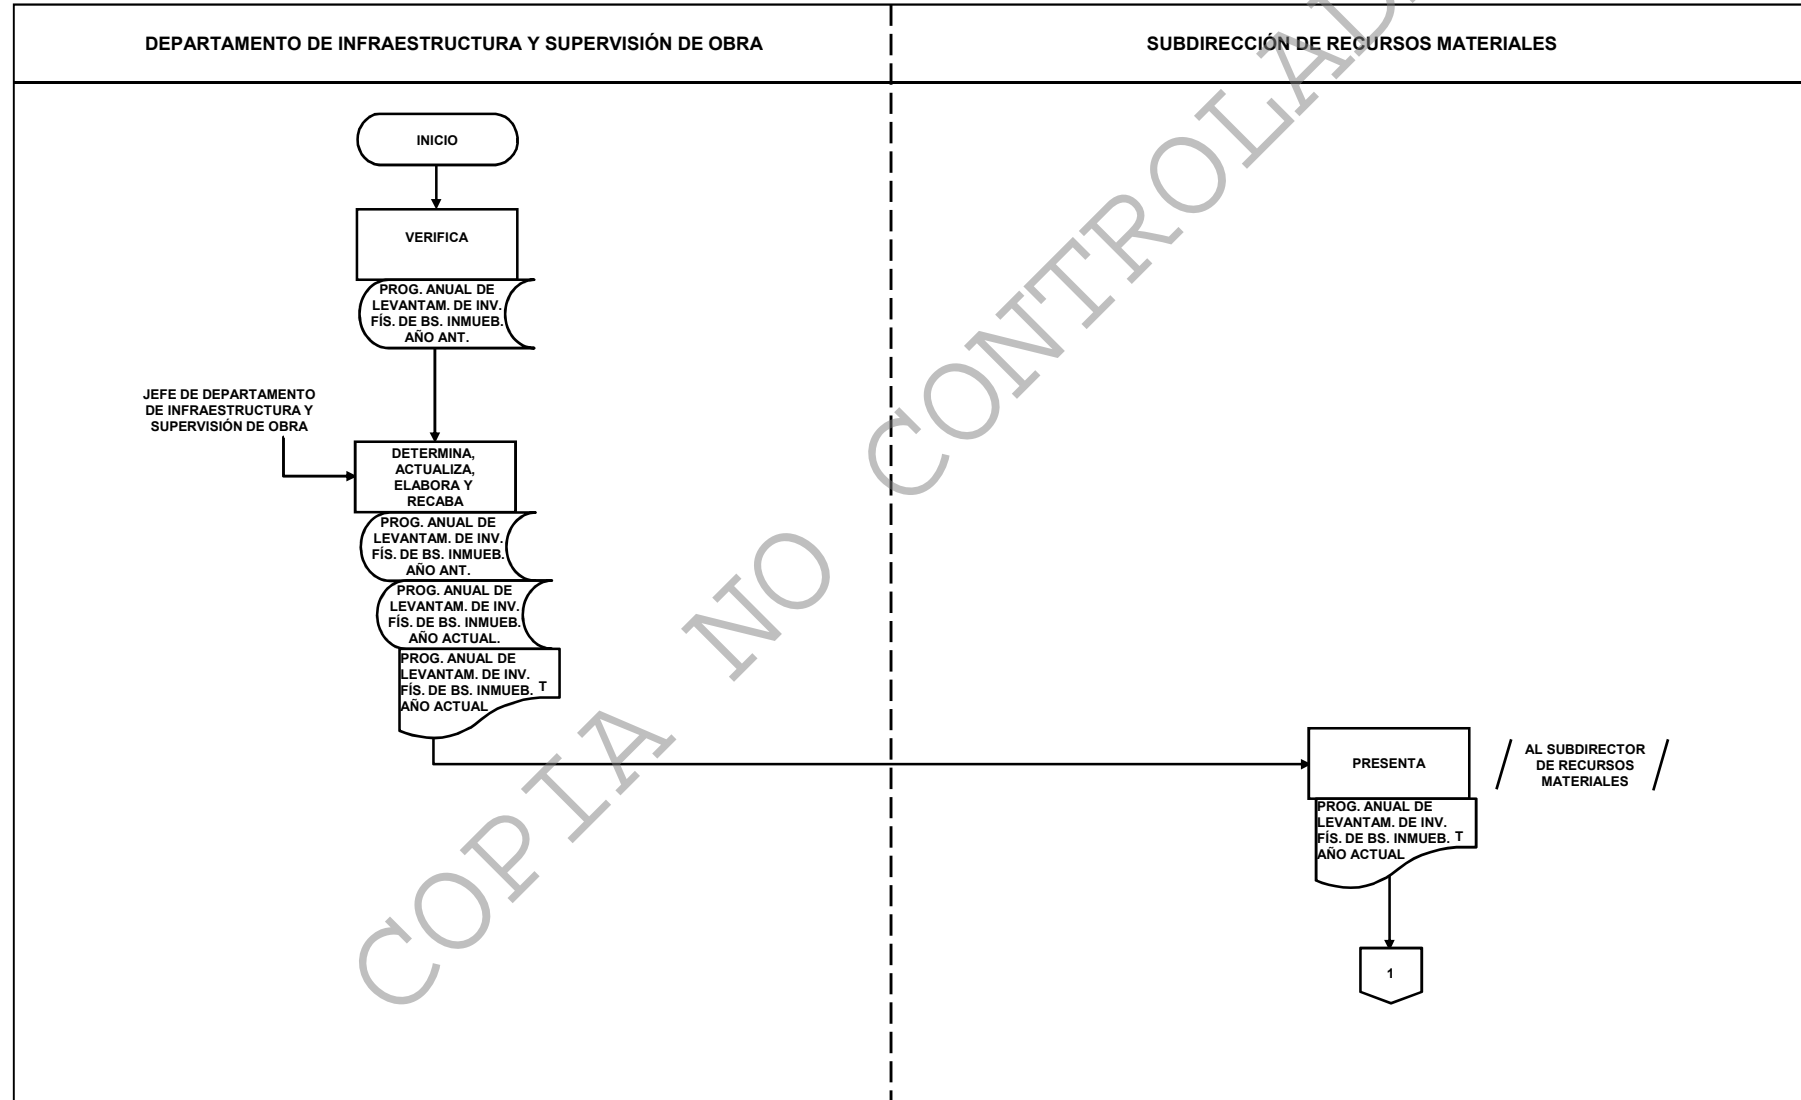 DEPARTAMENTO DE INFRAESTRUCTURA Y SUPERVISIÓN DE OBRA
SUBDIRECCIÓN DE RECURSOS MATERIALES
INICIO
VERIFICA
PROG. ANUAL DE
LEVANTAM. DE INV.
FÍS. DE BS. INMUEB.
AÑO ANT.
JEFE DE DEPARTAMENTO
DE INFRAESTRUCTURA Y
SUPERVISIÓN DE OBRA
DETERMINA,
ACTUALIZA,
ELABORA Y
RECABA
PROG. ANUAL DE
LEVANTAM. DE INV.
FÍS. DE BS. INMUEB.
AÑO ANT.
PROG. ANUAL DE
LEVANTAM. DE INV.
FÍS. DE BS. INMUEB.
AÑO ACTUAL.
PROG. ANUAL DE
LEVANTAM. DE INV.
FÍS. DE BS. INMUEB. T
AÑO ACTUAL
PRESENTA
AL SUBDIRECTOR
DE RECURSOS
MATERIALES
PROG. ANUAL DE
LEVANTAM. DE INV.
FÍS. DE BS. INMUEB. T
AÑO ACTUAL
1
COPIA NO CONTROLAD